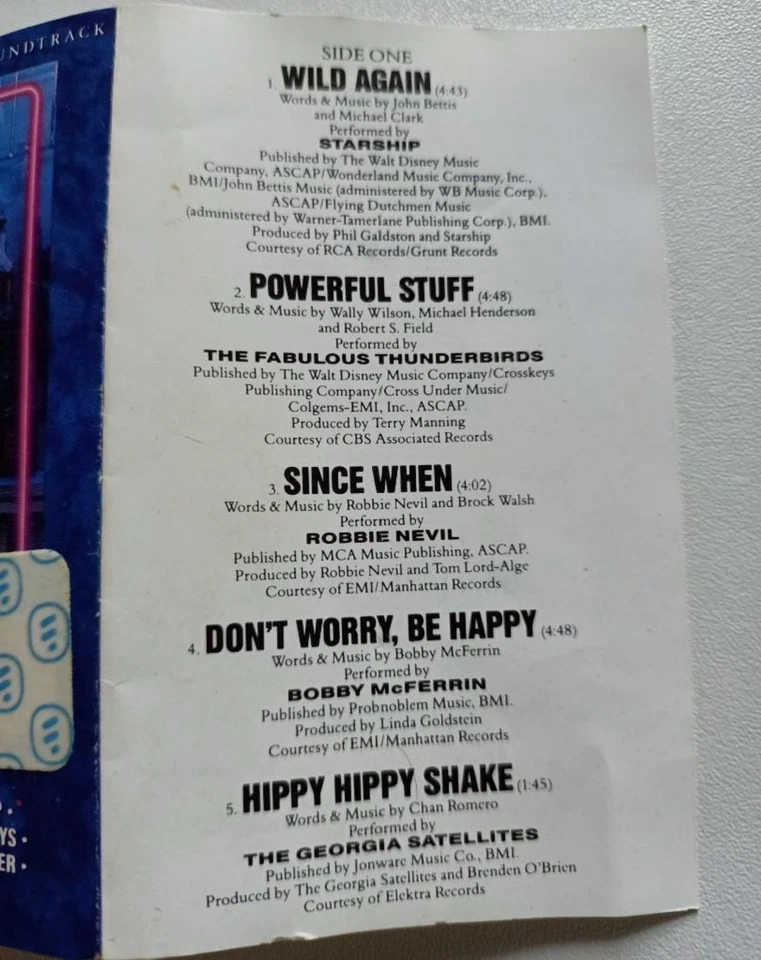 UNDTRACK
SIDE ONE
1. WILD AGAIN (4:43)
Words & Music by John Bettis
and Michael Clark
Performed by
STARSHIP
Published by The Walt Disney Music
Company, ASCAP/Wonderland Music Company, Inc.,
BMI/John Bettis Music (administered by WB Music Corp.),
ASCAP/Flying Dutchmen Music
(administered by Warner-Tamerlane Publishing Corp.), BMI.
Produced by Phil Galdston and Starship
Courtesy of RCA Records/Grunt Records
2. POWERFUL STUFF (4:48)
Words & Music by Wally Wilson, Michael Henderson
and Robert S. Field
Performed by
THE FABULOUS THUNDERBIRDS
Published by The Walt Disney Music Company/Crosskeys
Publishing Company/Cross Under Music/
Colgems-EMI, Inc., ASCAP.
Produced by Terry Manning
Courtesy of CBS Associated Records
3. SINCE WHEN (4:02)
Words & Music by Robbie Nevil and Brock Walsh
Performed by
ROBBIE NEVIL
Published by MCA Music Publishing, ASCAP.
Produced by Robbie Nevil and Tom Lord-Alge
Courtesy of EMI/Manhattan Records
4. DON'T WORRY, BE HAPPY (4:48)
Words & Music by Bobby McFerrin
Performed by
BOBBY McFERRIN
Published by Probnoblem Music, BMI.
Produced by Linda Goldstein
Courtesy of EMI/Manhattan Records
5. HIPPY HIPPY SHAKE (1:45)
Words & Music by Chan Romero
Performed by
THE GEORGIA SATELLITES
Published by Jonware Music Co., BMI.
Produced by The Georgia Satellites and Brenden O'Brien
Courtesy of Elektra Records
YS •
ER •